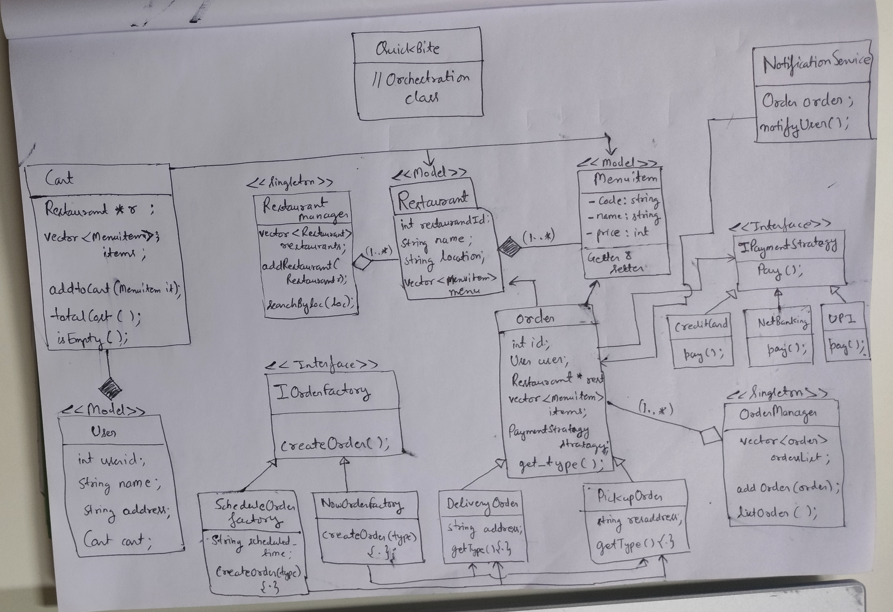 QuickBite
// Orchestration
class
NotificationService
Order order;
notifyUser();
Cart
Restaurant *r ;
vector<Menuitem>;
items ;
addtoCart(Menuitem it);
totalCost();
isEmpty();
<<Singleton>>
Restaurant
manager
vector<Restaurant>
restaurants;
addRestaurant(
Restaurant r);
searchByLoc(loc);
(1..*)
<<Model>>
Restaurant
int restaurantId;
String name;
String location;
vector<Menuitem>
menu
(1..*)
<<Model>>
Menuitem
- Code: string
- name: string
- price: int
Getter &
setter
<<Interface>>
IPaymentStrategy
Pay();
CreditCard
pay();
NetBanking
pay();
UPI
pay();
<<Model>>
User
int userid;
String name;
String address;
Cart cart;
<<Interface>>
IOrderFactory
createOrder();
ScheduleOrder
factory
String scheduled_
time;
createOrder(type)
{.}
NowOrderFactory
createOrder(type)
{.};
Order
int id;
User user;
Restaurant * rest
vector<Menuitem>
items;
PaymentStrategy
strategy;
get_type();
(1..*)
<<Singleton>>
OrderManager
vector<order>
orderList;
add Order(order);
listOrder();
DeliveryOrder
string address;
getType(){.}
PickupOrder
string resaddress;
getType(){.}